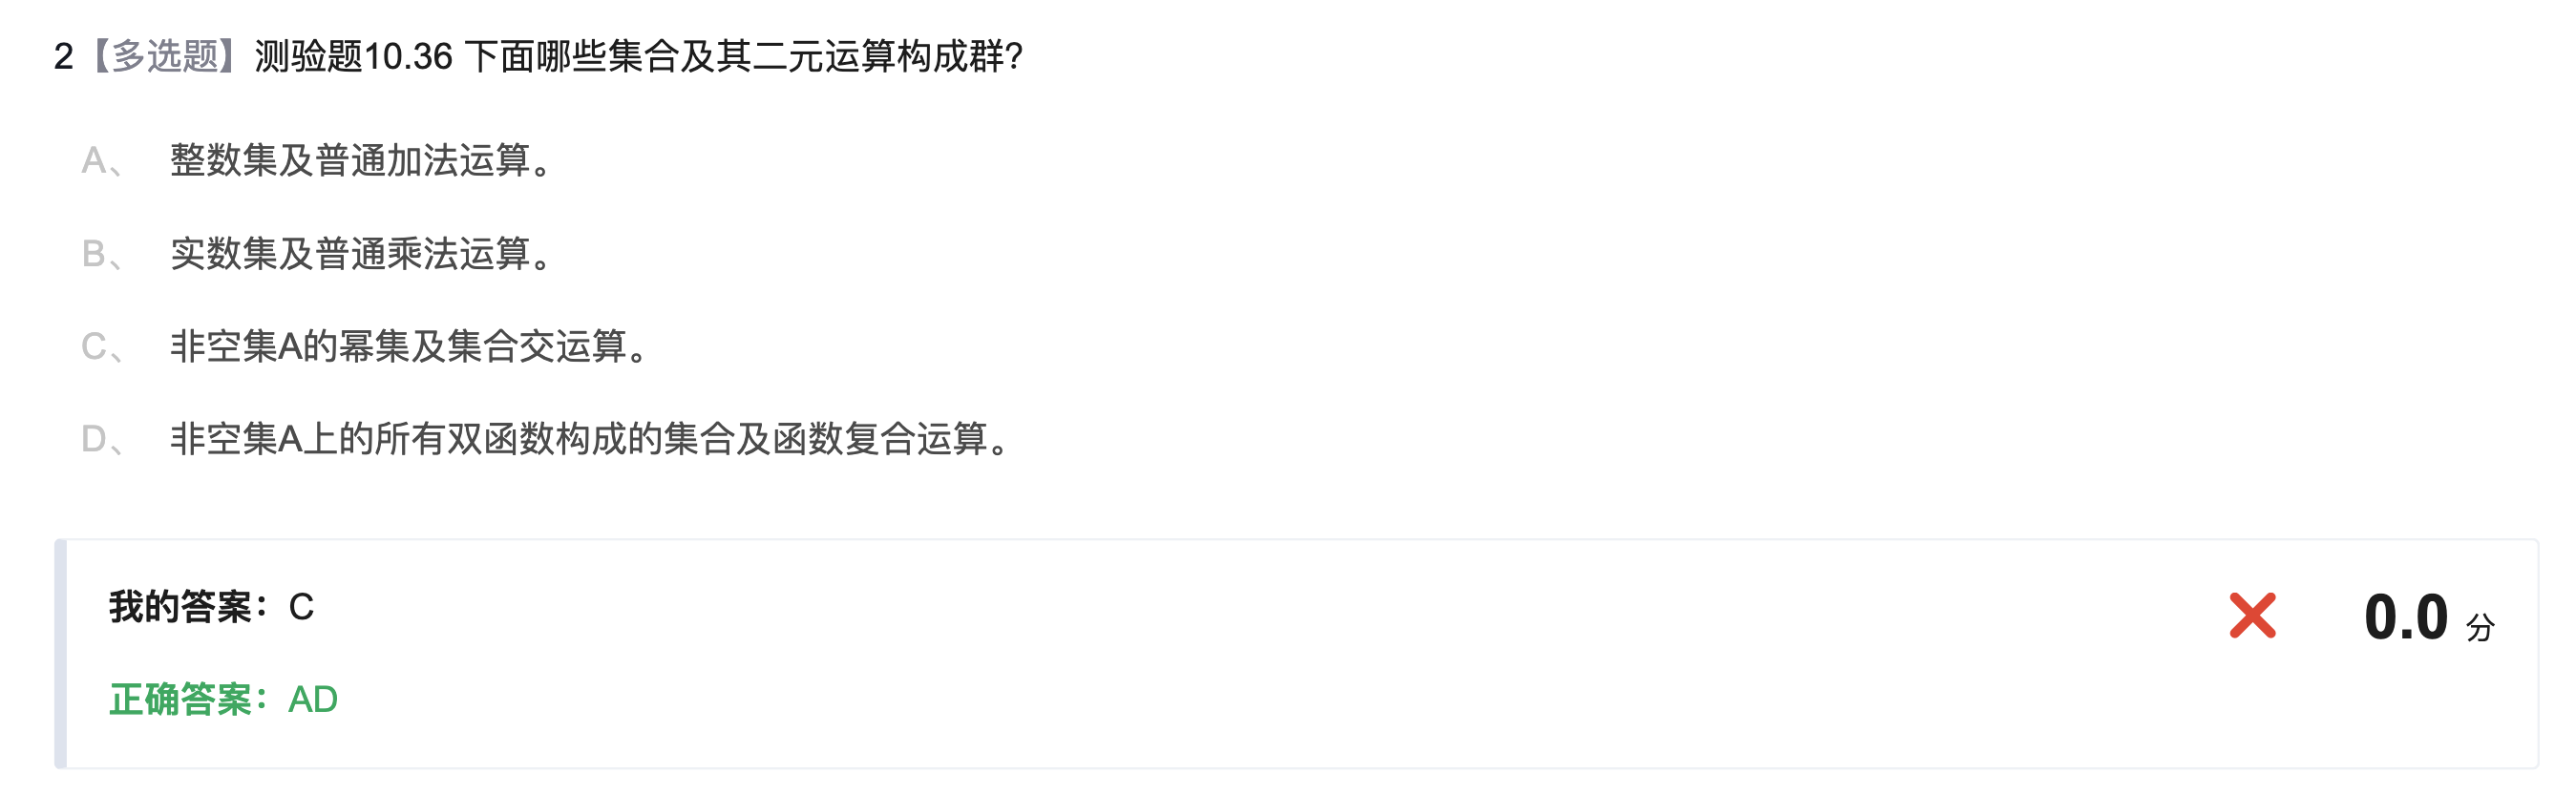 2【多选题】测验题10.36 下面哪些集合及其二元运算构成群?
A、 整数集及普通加法运算。
B、 实数集及普通乘法运算。
C、 非空集A的幂集及集合交运算。
D、 非空集A上的所有双函数构成的集合及函数复合运算。
我的答案：C
0.0 分
正确答案：AD